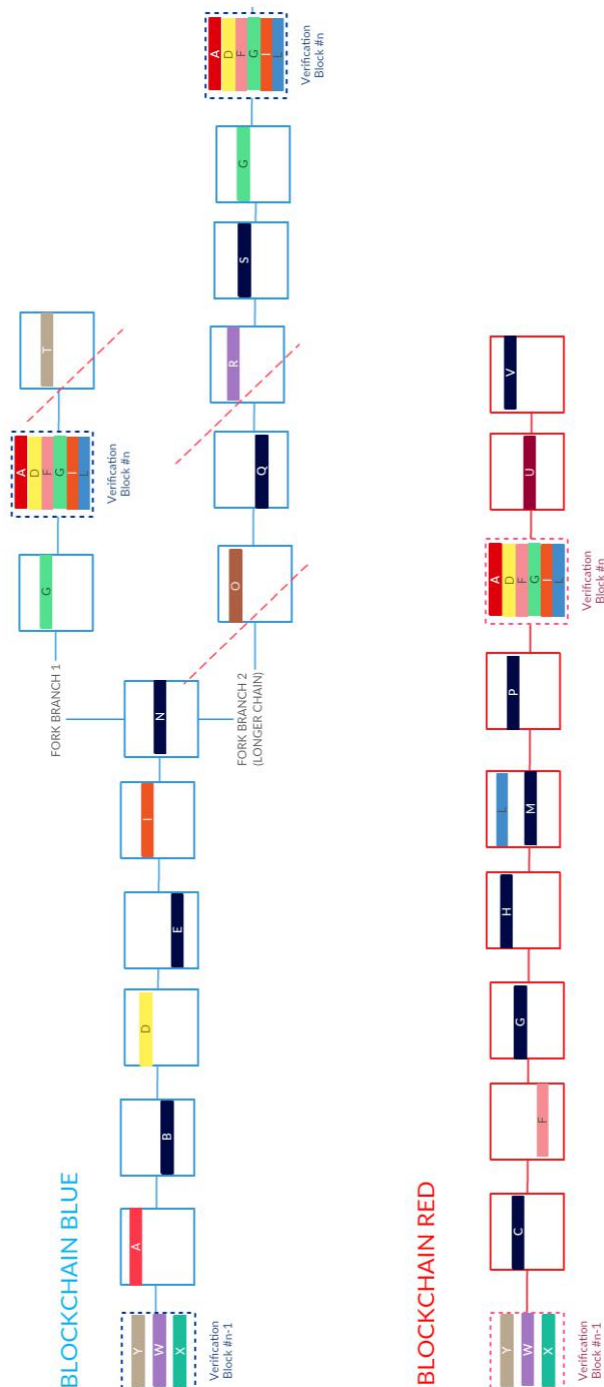 BLOCKCHAIN BLUE
Y
W
X
Verification
Block #n-1
A
B
D
E
I
N
FORK BRANCH 1
G
A
D
F
G
I
L
Verification
Block #n
T
FORK BRANCH 2
(LONGER CHAIN)
O
Q
R
S
G
A
D
F
G
I
L
Verification
Block #n
BLOCKCHAIN RED
Y
W
X
Verification
Block #n-1
C
F
G
H
L
M
P
A
D
F
G
I
L
Verification
Block #n
U
V